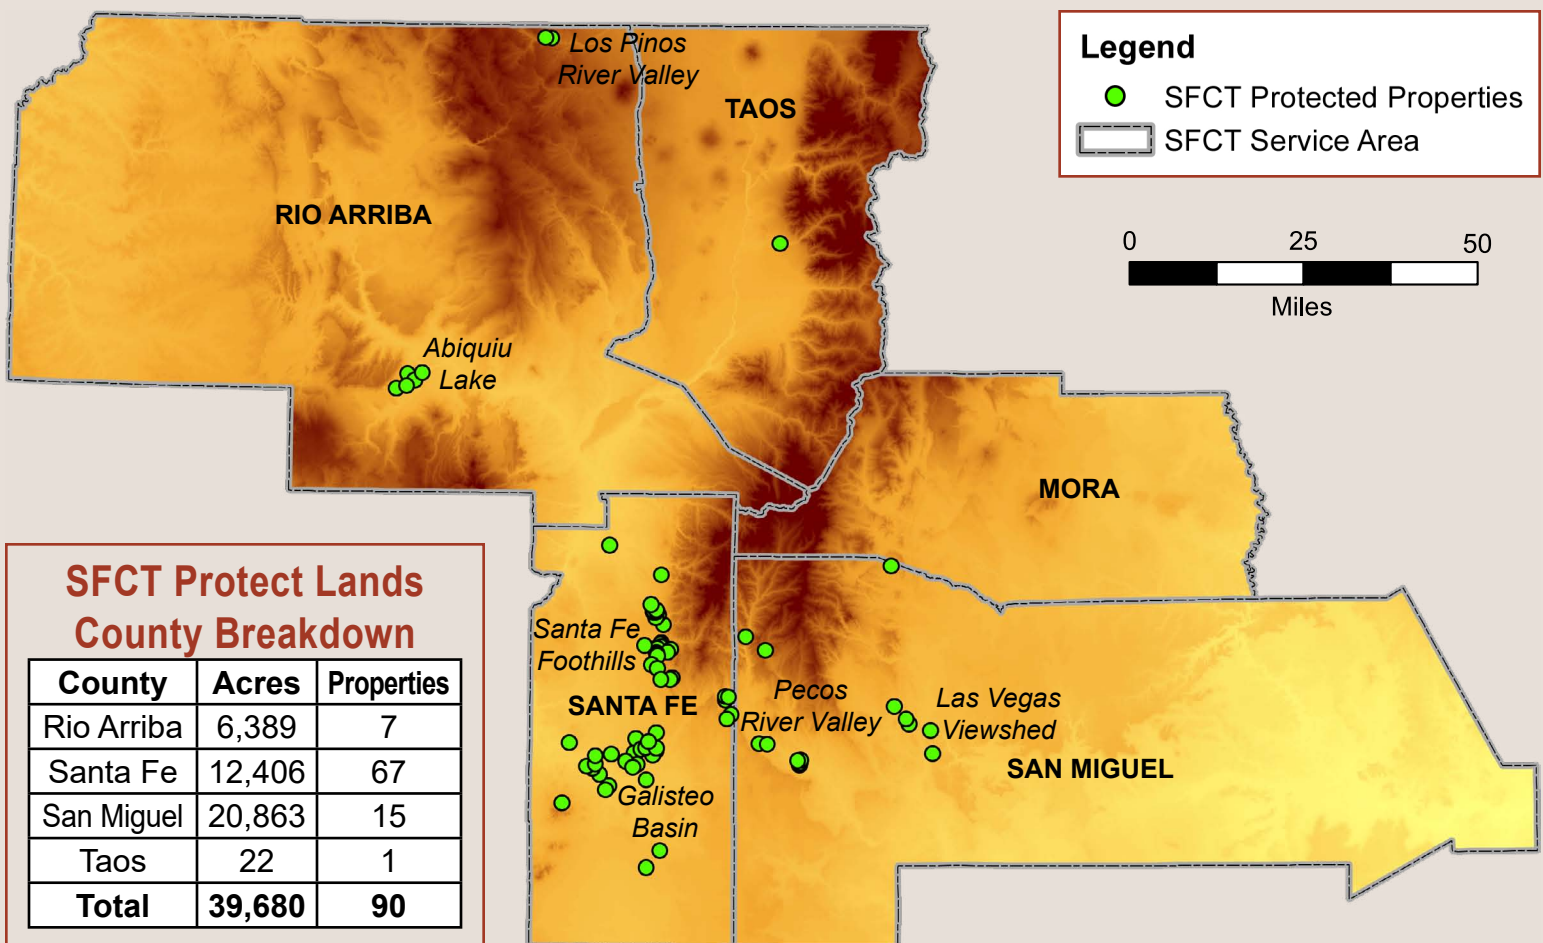 Los Pinos
River Valley
TAOS
RIO ARRIBA
Abiquiu
Lake
MORA
Santa Fe
Foothills
SANTA FE
Pecos
River Valley
Las Vegas
Viewshed
SAN MIGUEL
Galisteo
Basin
Legend
SFCT Protected Properties
SFCT Service Area
0 25 50
Miles
SFCT Protect Lands
County Breakdown
County Acres Properties
Rio Arriba 6,389 7
Santa Fe 12,406 67
San Miguel 20,863 15
Taos 22 1
Total 39,680 90